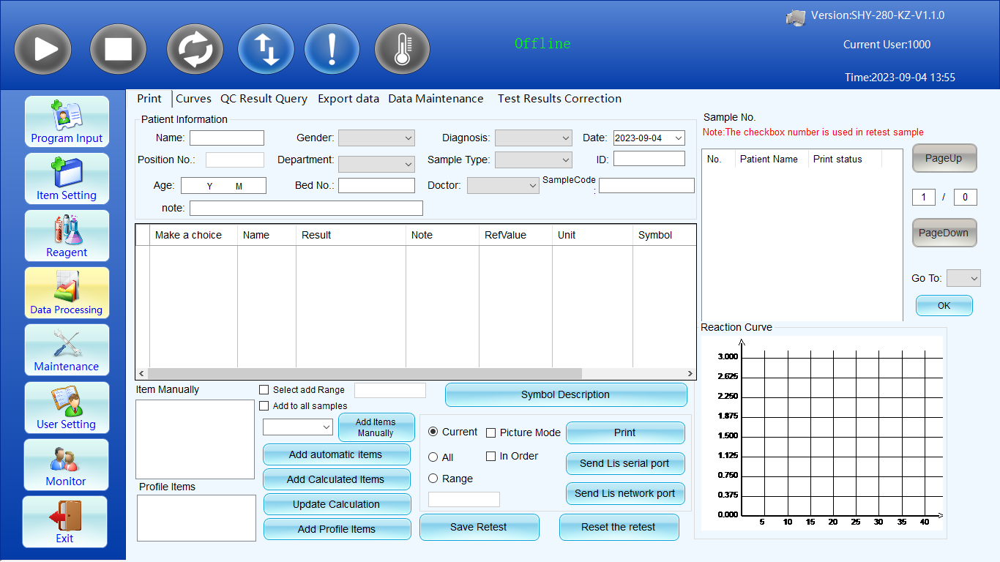 Version:SHY-280-KZ-V1.1.0
Offline
Current User:1000
Time:2023-09-04 13:55
Program Input
Item Setting
Reagent
Data Processing
Maintenance
User Setting
Monitor
Exit
Print Curves QC Result Query Export data Data Maintenance Test Results Correction
Patient Information
Name: Gender: Diagnosis: Date: 2023-09-04
Position No.: Department: Sample Type: ID:
Age: Y M Bed No.: Doctor: SampleCode:
note:
Make a choice Name Result Note RefValue Unit Symbol
Sample No.
Note:The checkbox number is used in retest sample
No. Patient Name Print status
PageUp
1 / 0
PageDown
Go To:
OK
Item Manually
Select add Range
Add to all samples
Add Items
Manually
Add automatic items
Add Calculated Items
Update Calculation
Add Profile Items
Profile Items
Symbol Description
Current Picture Mode Print
All In Order Send Lis serial port
Range Send Lis network port
Save Retest Reset the retest
Reaction Curve
3.000
2.625
2.250
1.875
1.500
1.125
0.750
0.375
0.000
5 10 15 20 25 30 35 40